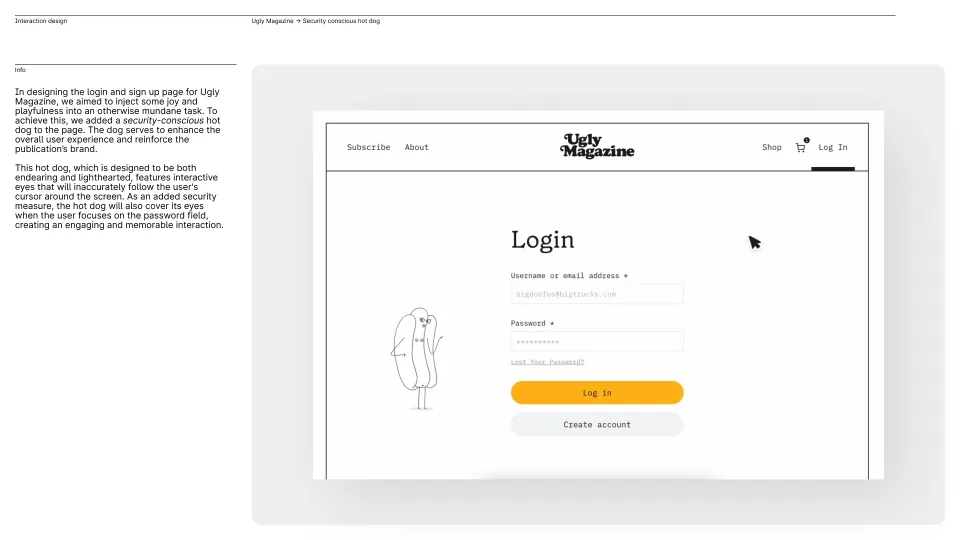 Interaction design
Ugly Magazine → Security conscious hot dog
Info
In designing the login and sign up page for Ugly
Magazine, we aimed to inject some joy and
playfulness into an otherwise mundane task. To
achieve this, we added a security-conscious hot
dog to the page. The dog serves to enhance the
overall user experience and reinforce the
publication's brand.
This hot dog, which is designed to be both
endearing and lighthearted, features interactive
eyes that will inaccurately follow the user's
cursor around the screen. As an added security
measure, the hot dog will also cover its eyes
when the user focuses on the password field,
creating an engaging and memorable interaction.
Subscribe
About
Ugly
Magazine
Shop
Log In
Login
Username or email address *
bigdoofus@bigtrucks.com
Password *
**********
Lost Your Password?
Log in
Create account